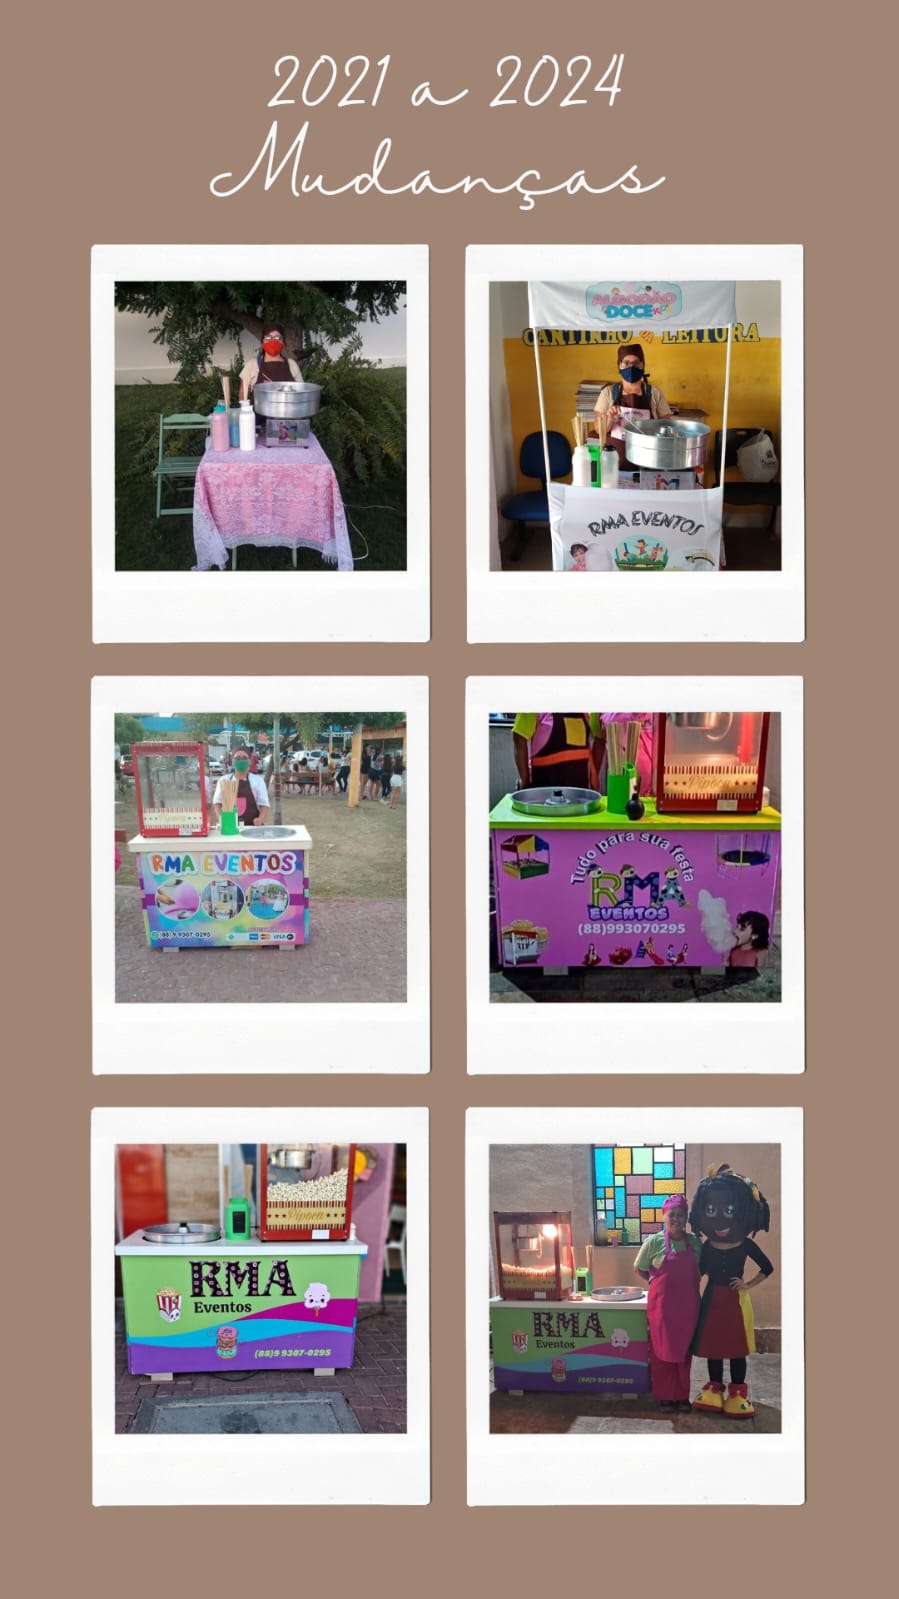 2021 a 2024
Mudanças
ALGODÃO
DOCE
CANTINHO DA LEITURA
RMA EVENTOS
RMA EVENTOS
(88) 9 9307-0295
VISA
Pipoca
Tudo para sua festa
RMA
EVENTOS
(88)993070295
Pipoca
RMA
Eventos
(88)9 9307-0295
RMA
Eventos
(88)9 9307-0295